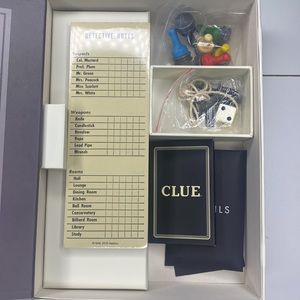 DETECTIVE NOTES
Suspects
Col. Mustard
Prof. Plum
Mr. Green
Mrs. Peacock
Miss Scarlett
Mrs. White
Weapons
Knife
Candlestick
Revolver
Rope
Lead Pipe
Wrench
Rooms
Hall
Lounge
Dining Room
Kitchen
Ball Room
Conservatory
Billiard Room
Library
Study
CLUE